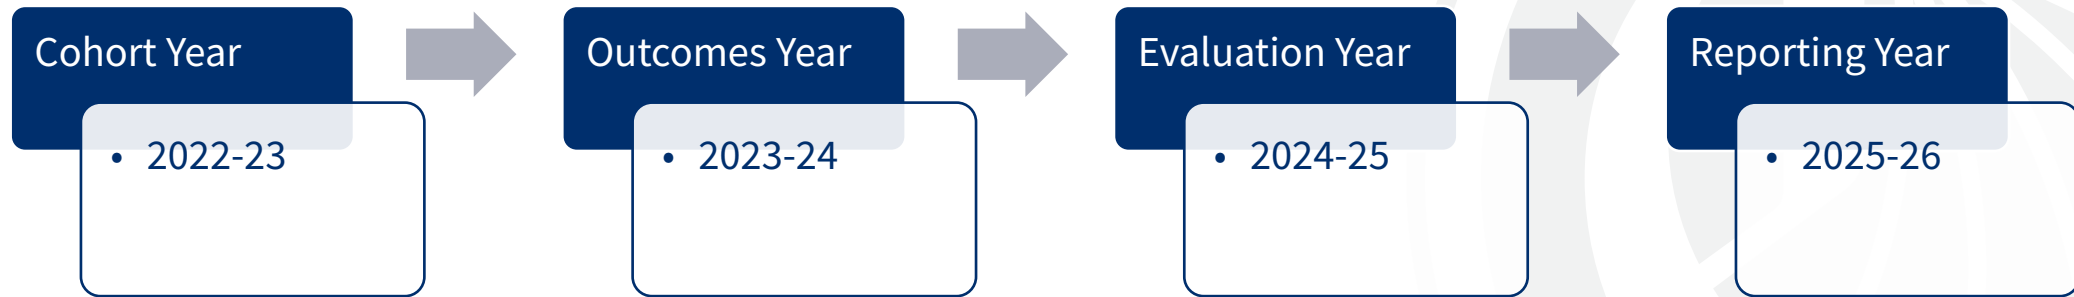 Cohort Year
• 2022-23
Outcomes Year
• 2023-24
Evaluation Year
• 2024-25
Reporting Year
• 2025-26